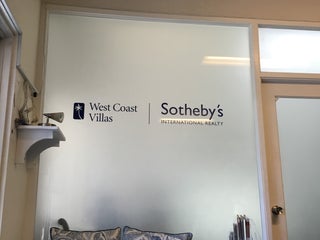 West Coast
Villas
Sotheby's
INTERNATIONAL REALTY